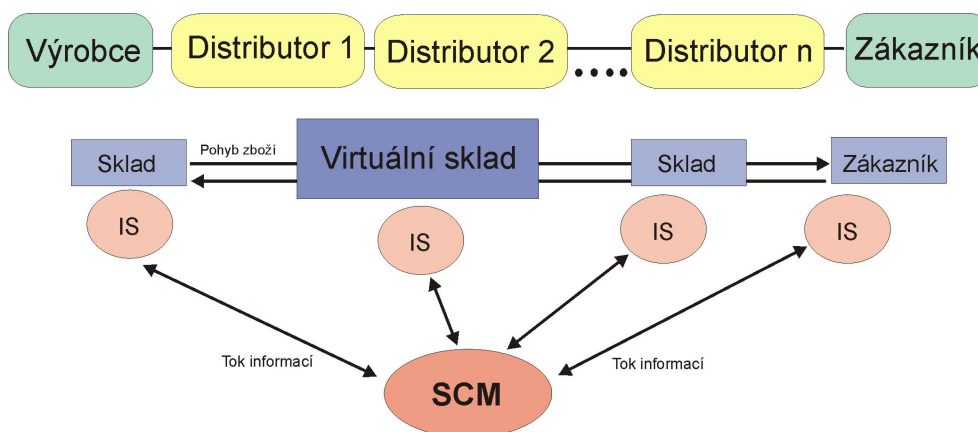 Výrobce
Distributor 1
Distributor 2
....
Distributor n
Zákazník
Pohyb zboží
Sklad
Virtuální sklad
Sklad
Zákazník
IS
IS
IS
IS
Tok informací
Tok informací
SCM